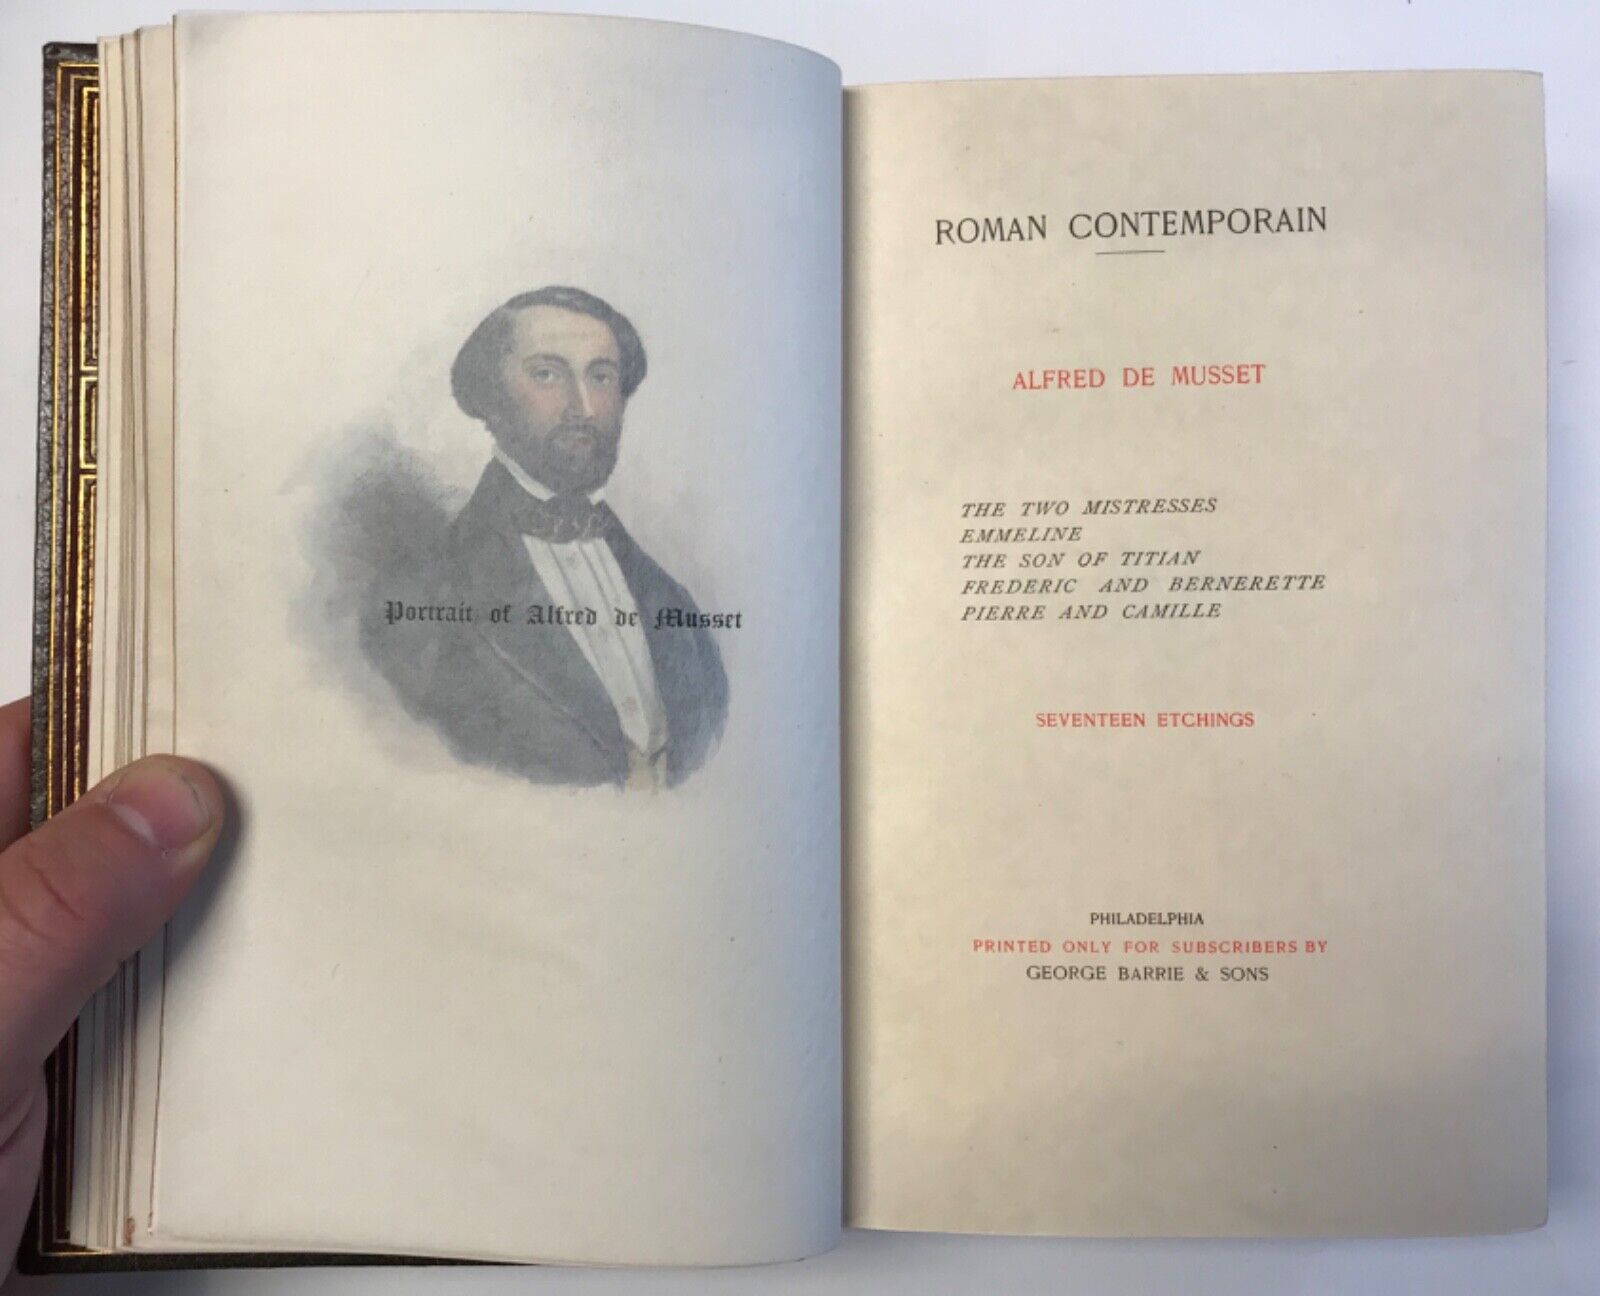 Portrait of Alfred de Musset
ROMAN CONTEMPORAIN
ALFRED DE MUSSET
THE TWO MISTRESSES
EMMELINE
THE SON OF TITIAN
FREDERIC AND BERNERETTE
PIERRE AND CAMILLE
SEVENTEEN ETCHINGS
PHILADELPHIA
PRINTED ONLY FOR SUBSCRIBERS BY
GEORGE BARRIE & SONS